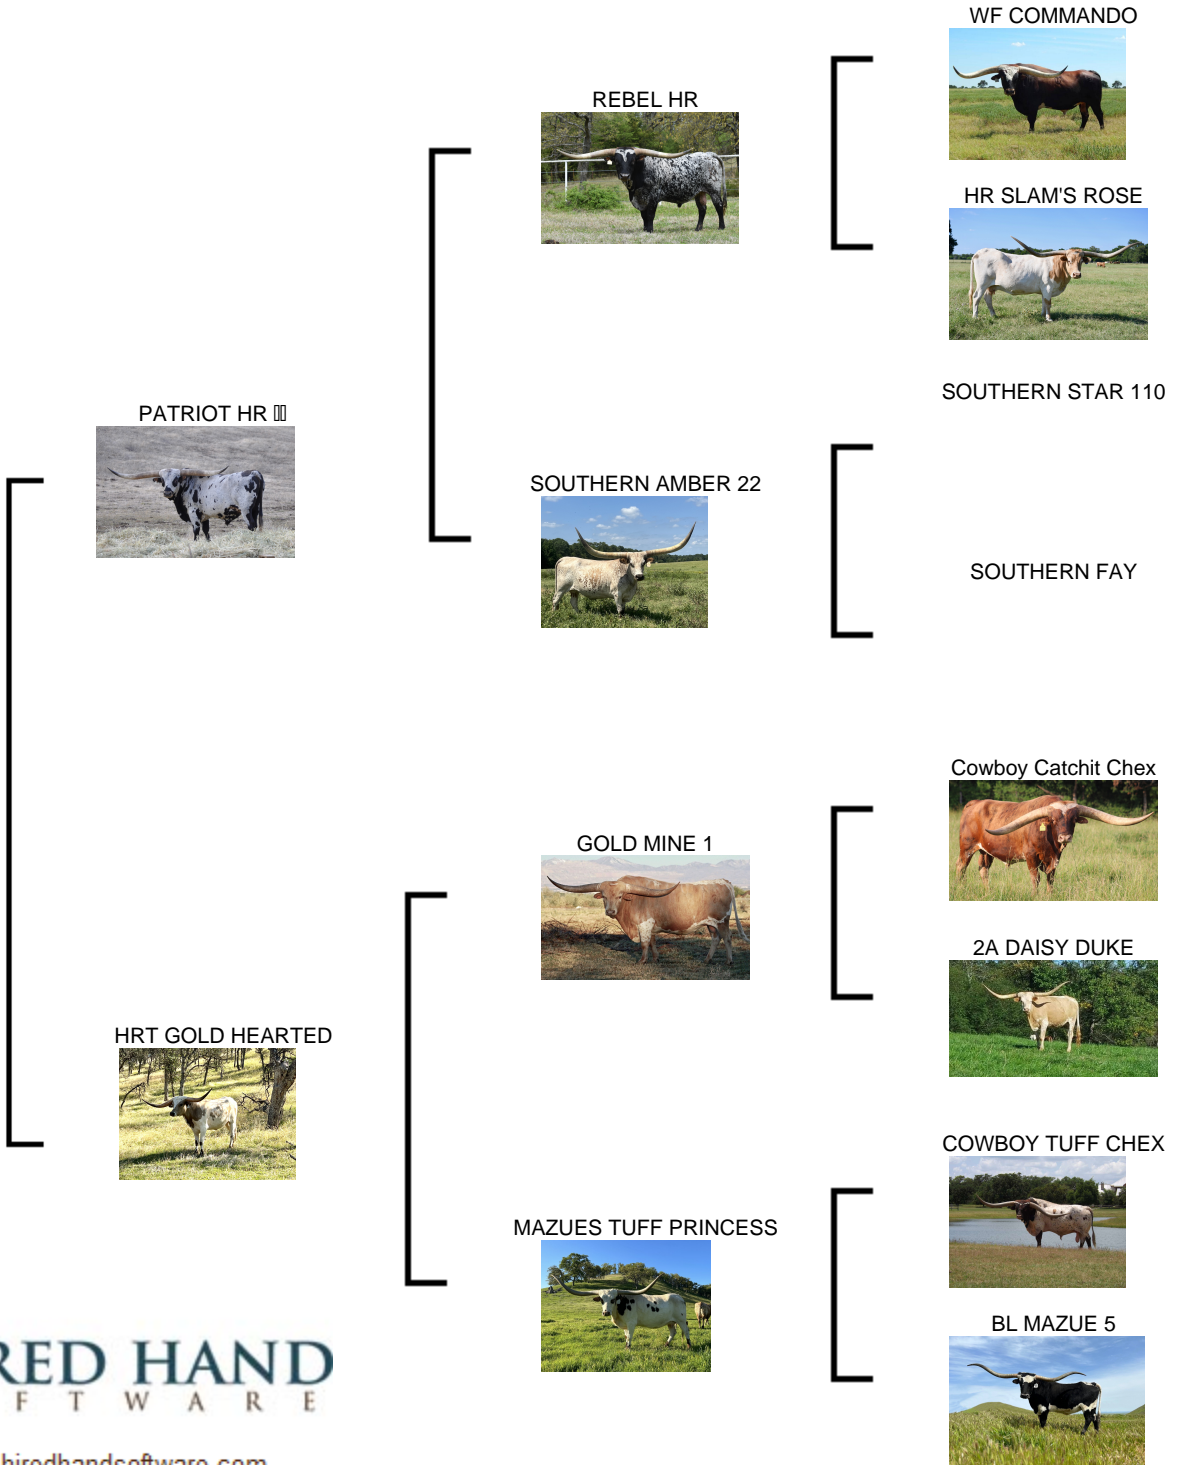 WF COMMANDO
REBEL HR
HR SLAM'S ROSE
SOUTHERN STAR 110
PATRIOT HR
SOUTHERN AMBER 22
SOUTHERN FAY
Cowboy Catchit Chex
GOLD MINE 1
2A DAISY DUKE
HRT GOLD HEARTED
COWBOY TUFF CHEX
MAZUES TUFF PRINCESS
BL MAZUE 5
RED HAND
F T W A R E
hiredhandsoftware.com